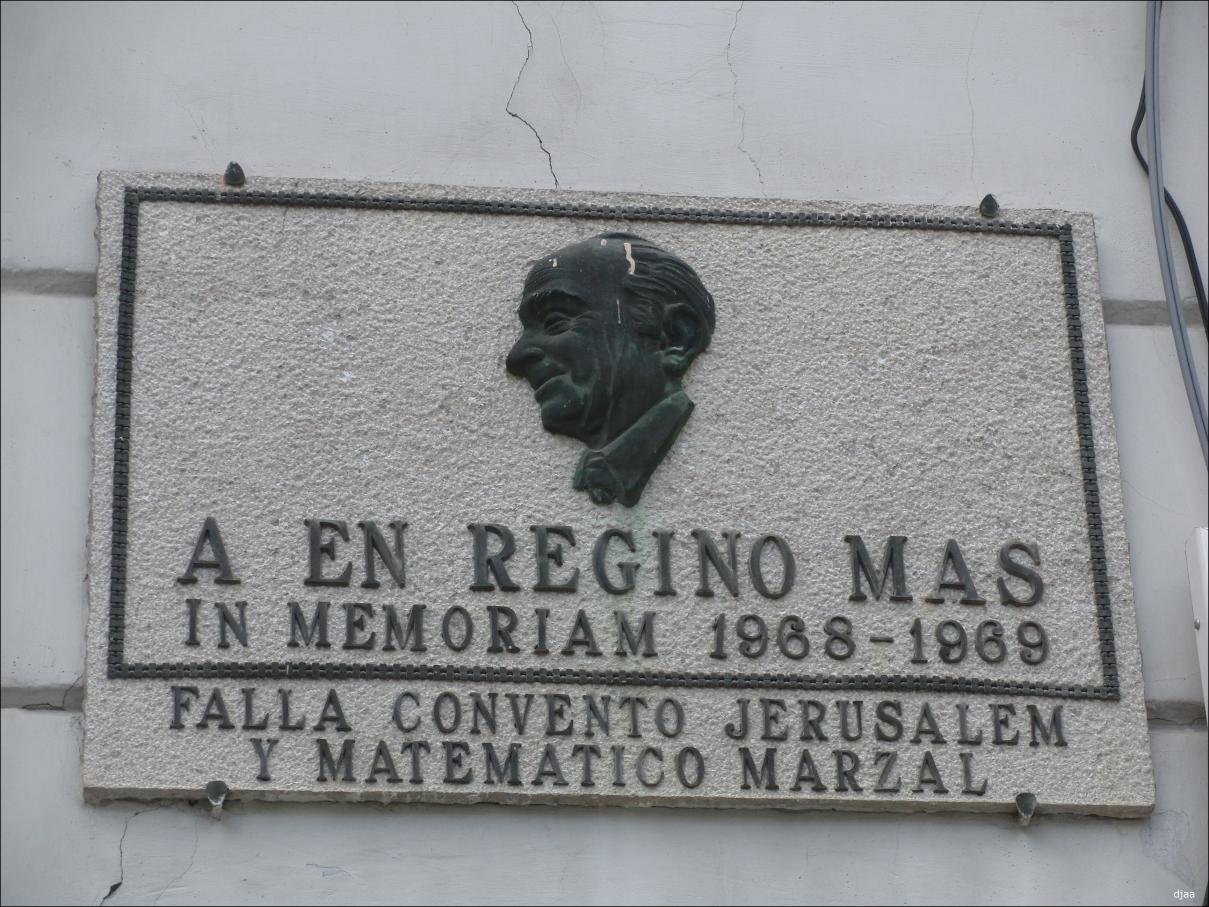 A EN REGINO MAS
IN MEMORIAM 1968-1969
FALLA CONVENTO JERUSALEM
Y MATEMATICO MARZAL
djaa